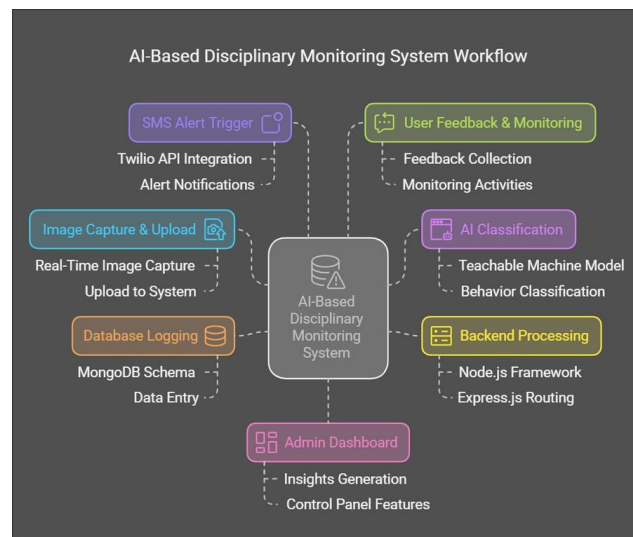 AI-Based Disciplinary Monitoring System Workflow
SMS Alert Trigger
Twilio API Integration
Alert Notifications
User Feedback & Monitoring
Feedback Collection
Monitoring Activities
Image Capture & Upload
Real-Time Image Capture
Upload to System
AI Classification
Teachable Machine Model
Behavior Classification
AI-Based
Disciplinary
Monitoring
System
Database Logging
MongoDB Schema
Data Entry
Backend Processing
Node.js Framework
Express.js Routing
Admin Dashboard
Insights Generation
Control Panel Features